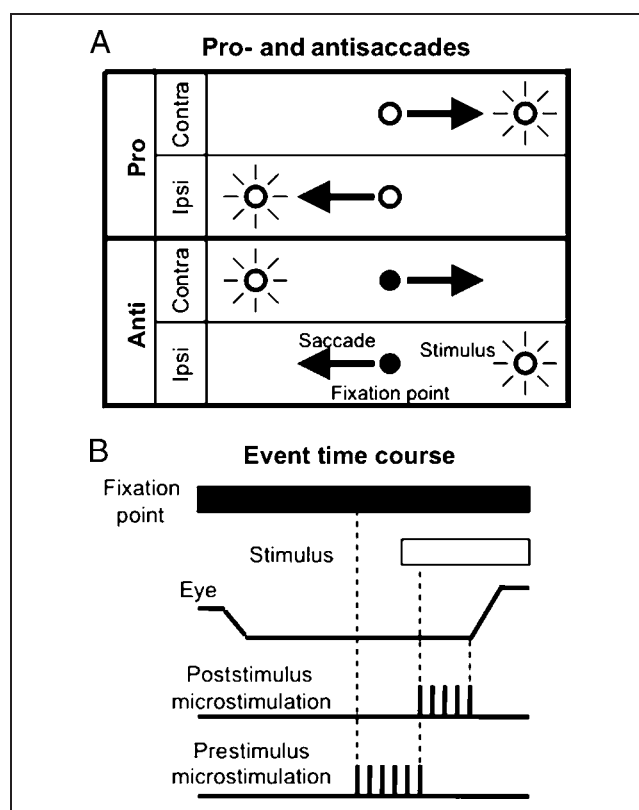 A
Pro- and antisaccades
Pro
Contra
Ipsi
Anti
Contra
Ipsi
Saccade
Stimulus
Fixation point
B
Event time course
Fixation
point
Stimulus
Eye
Poststimulus
microstimulation
Prestimulus
microstimulation